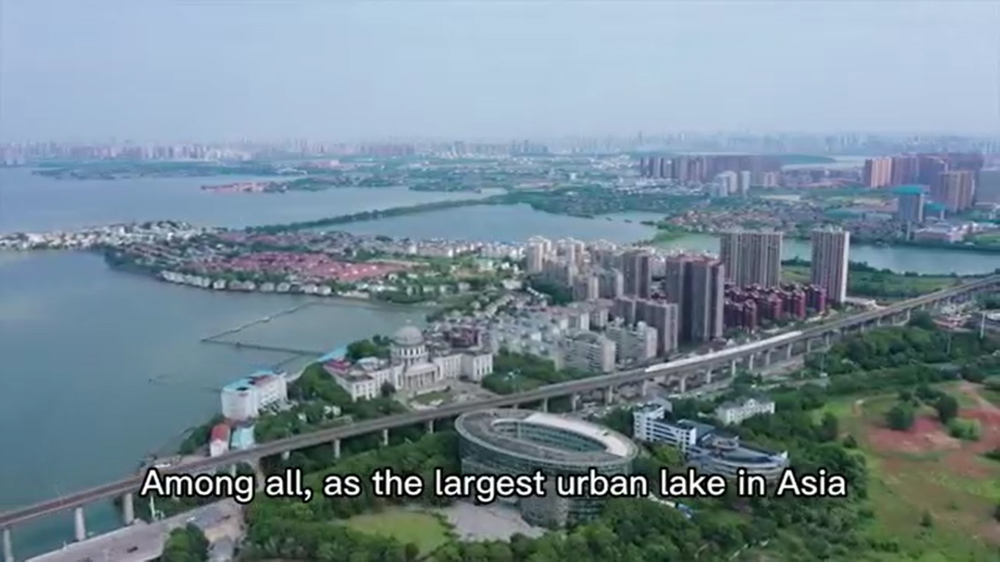 Among all, as the largest urban lake in Asia